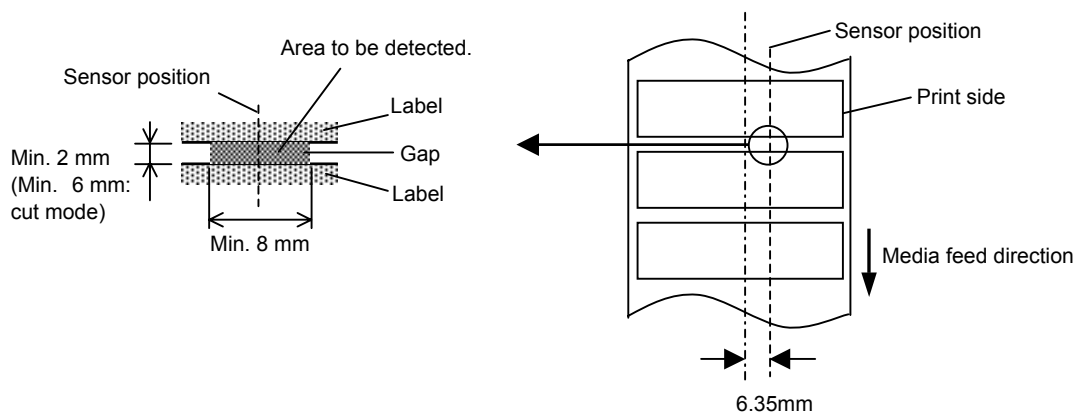 Area to be detected.
Sensor position
Label
Gap
Label
Min. 2 mm
(Min. 6 mm:
cut mode)
Min. 8 mm
Sensor position
Print side
Media feed direction
6.35mm